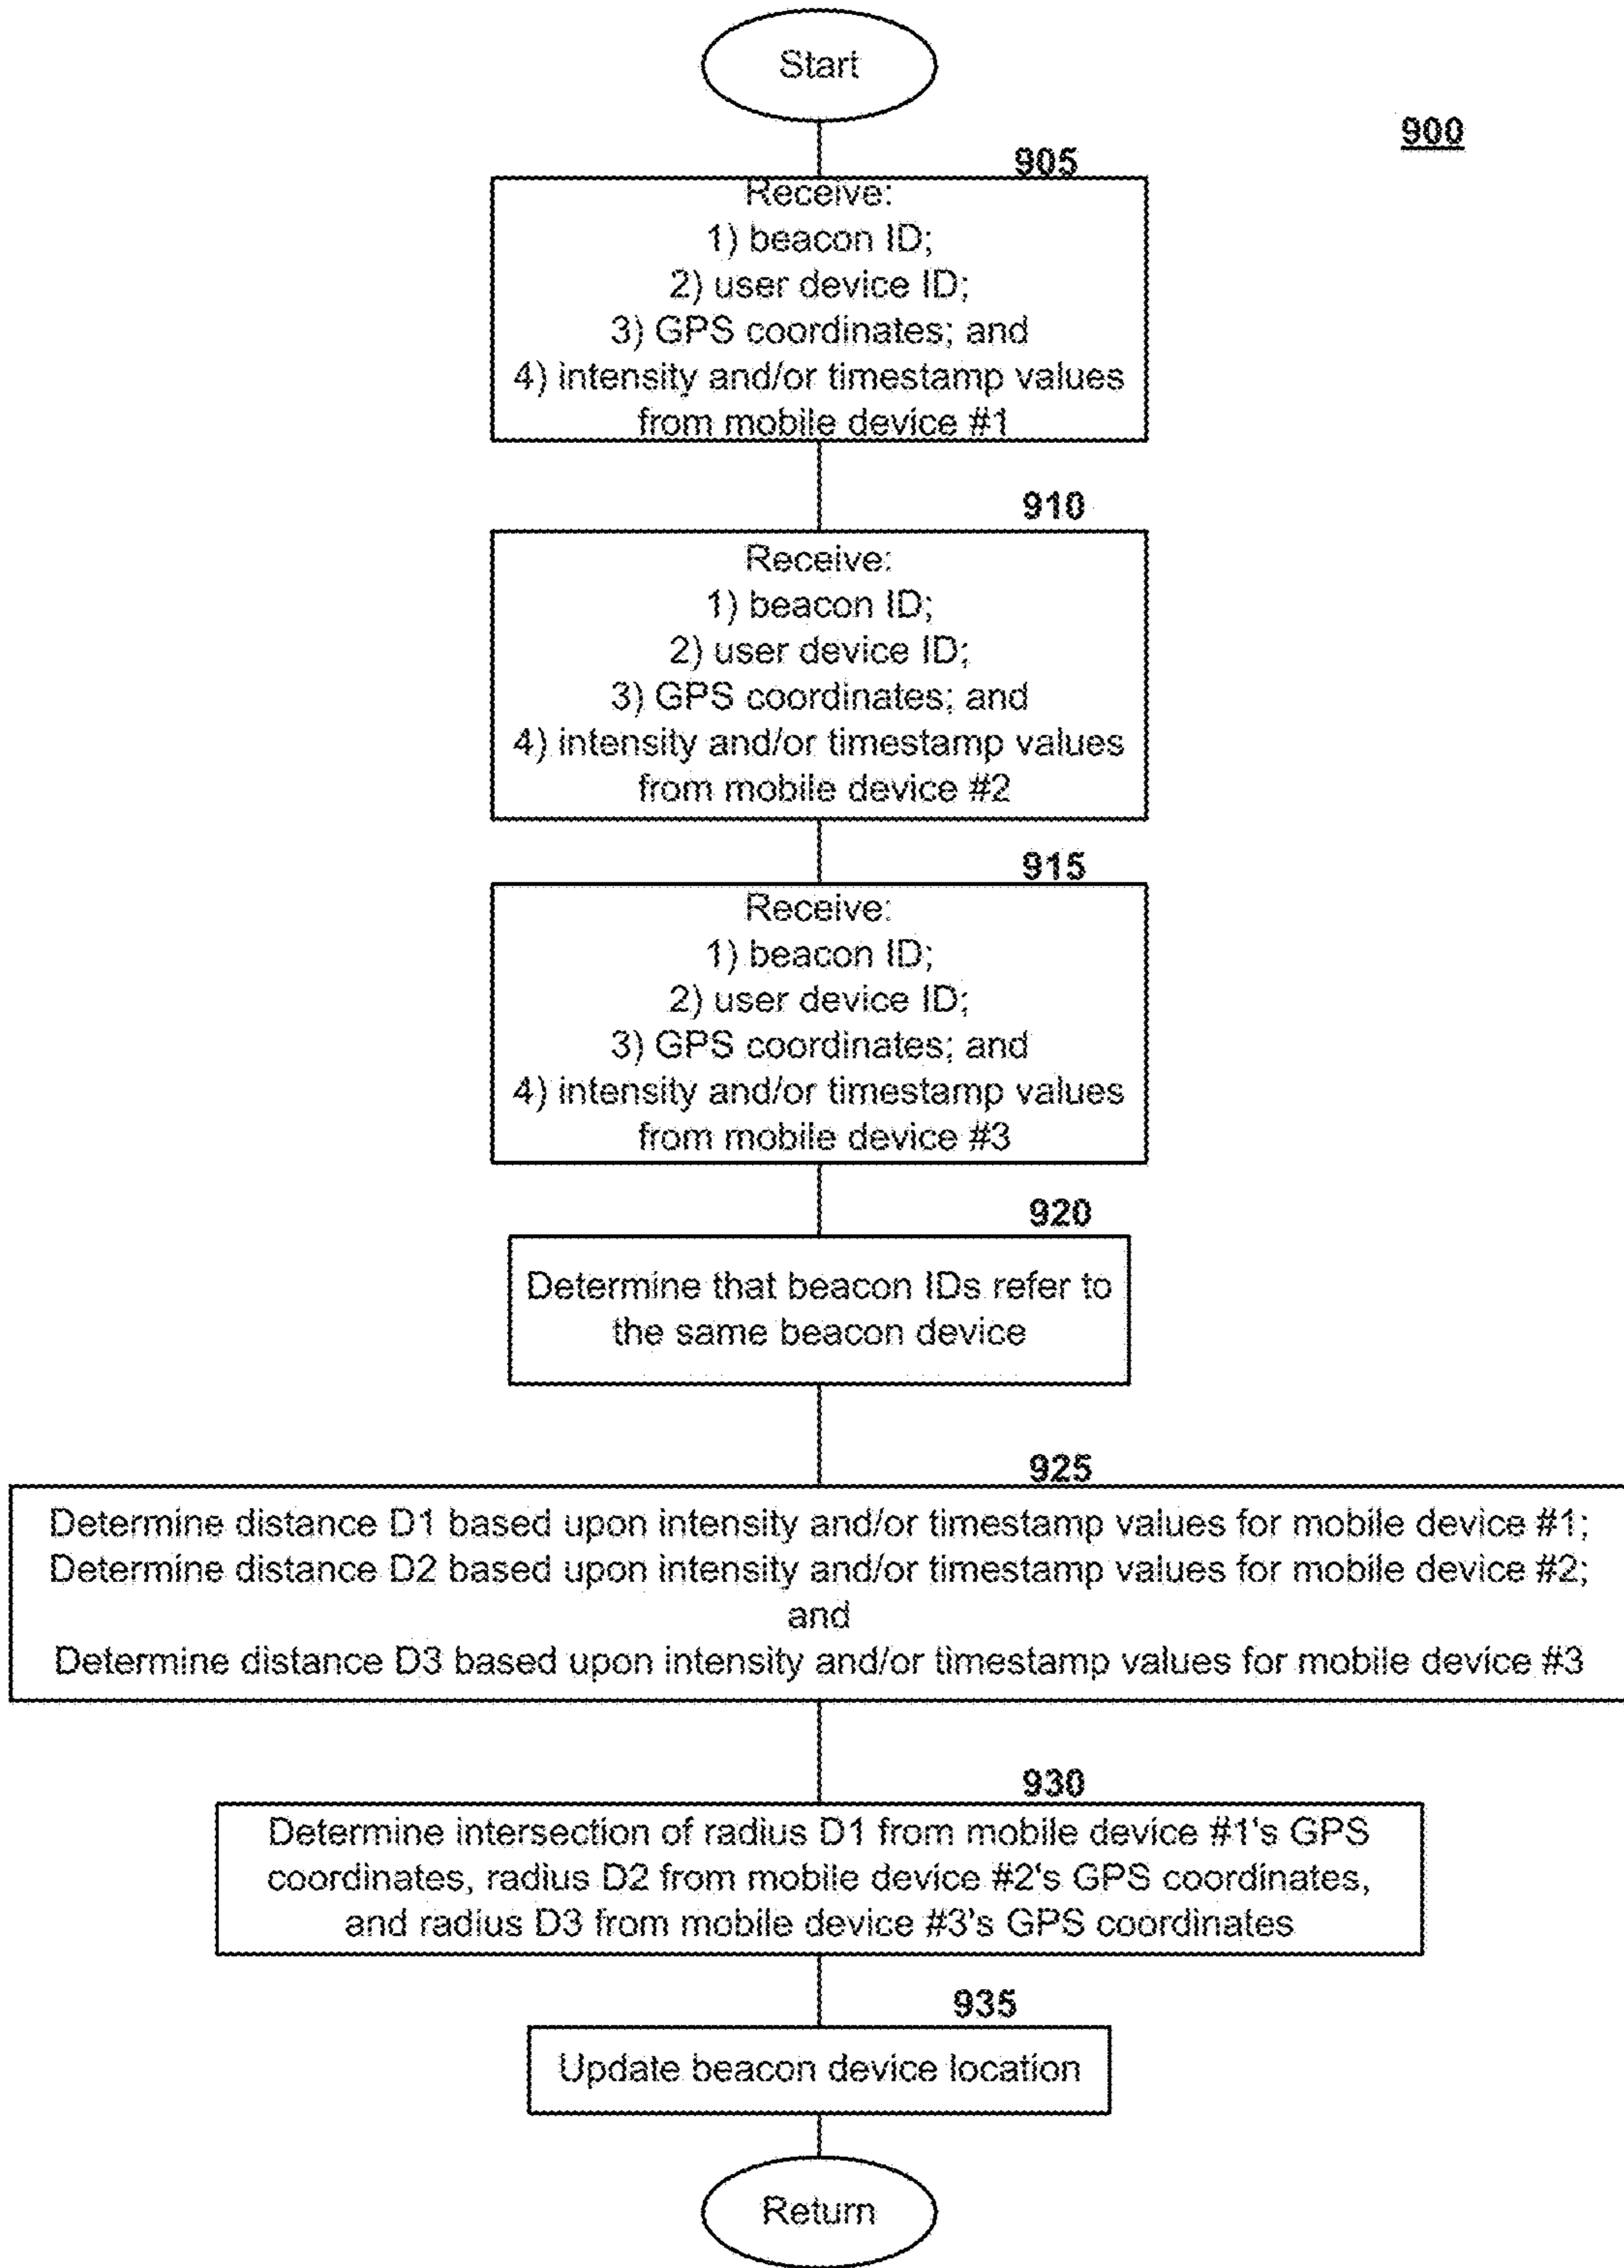 Start
900
905
Receive:
1) beacon ID;
2) user device ID;
3) GPS coordinates; and
4) intensity and/or timestamp values
from mobile device #1
910
Receive:
1) beacon ID;
2) user device ID;
3) GPS coordinates; and
4) intensity and/or timestamp values
from mobile device #2
915
Receive:
1) beacon ID;
2) user device ID;
3) GPS coordinates; and
4) intensity and/or timestamp values
from mobile device #3
920
Determine that beacon IDs refer to
the same beacon device
925
Determine distance D1 based upon intensity and/or timestamp values for mobile device #1;
Determine distance D2 based upon intensity and/or timestamp values for mobile device #2;
and
Determine distance D3 based upon intensity and/or timestamp values for mobile device #3
930
Determine intersection of radius D1 from mobile device #1's GPS
coordinates, radius D2 from mobile device #2's GPS coordinates,
and radius D3 from mobile device #3's GPS coordinates
935
Update beacon device location
Return